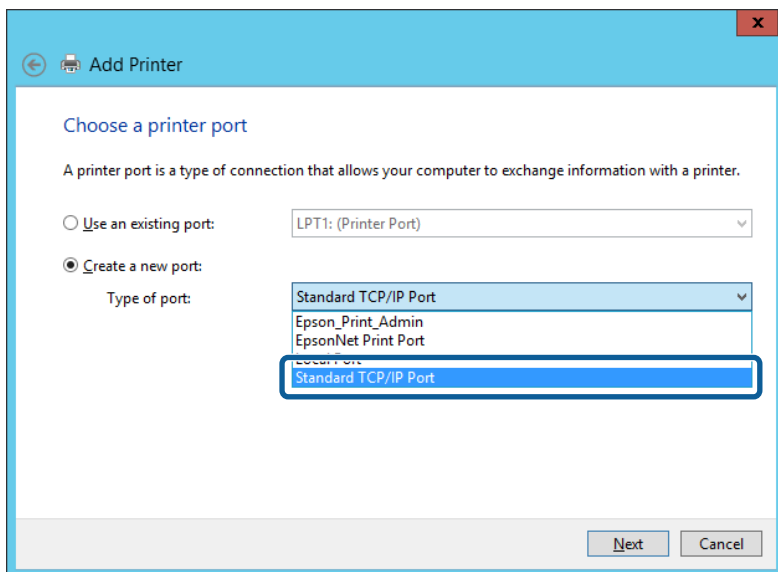 x
Add Printer
Choose a printer port
A printer port is a type of connection that allows your computer to exchange information with a printer.
Use an existing port: LPT1: (Printer Port)
Create a new port:
Type of port: Standard TCP/IP Port
Epson_Print_Admin
EpsonNet Print Port
Local Port
Standard TCP/IP Port
Next Cancel